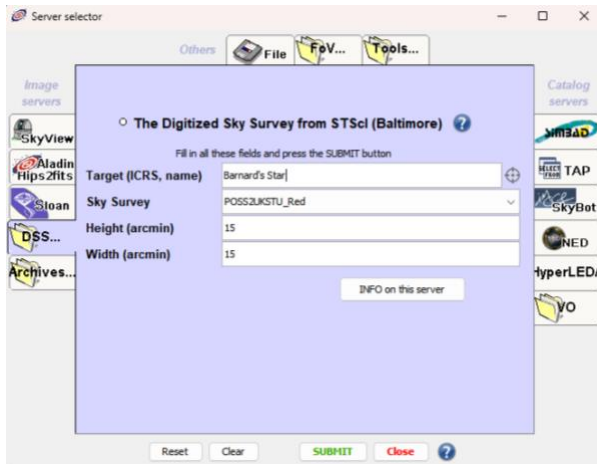 Server selector
Others
File
FoV...
Tools...
Image
servers
Catalog
servers
SkyView
Aladin
Hips2fits
Sloan
DSS...
Archives...
The Digitized Sky Survey from STScI (Baltimore) ?
Fill in all these fields and press the SUBMIT button
Target (ICRS, name) Barnard's Star
Sky Survey POSS2UKSTU_Red
Height (arcmin) 15
Width (arcmin) 15
INFO on this server
SIMBAD
SELECT
FROM
TAP
SkyBot
NED
HyperLEDA
VO
Reset Clear SUBMIT Close ?